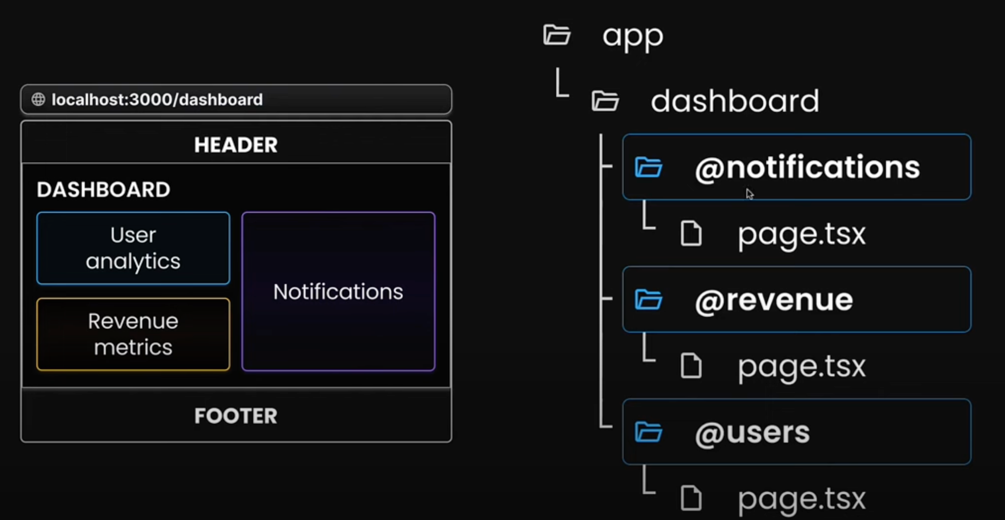 localhost:3000/dashboard
HEADER
DASHBOARD
User
analytics
Revenue
metrics
Notifications
FOOTER
app
dashboard
@notifications
page.tsx
@revenue
page.tsx
@users
page.tsx